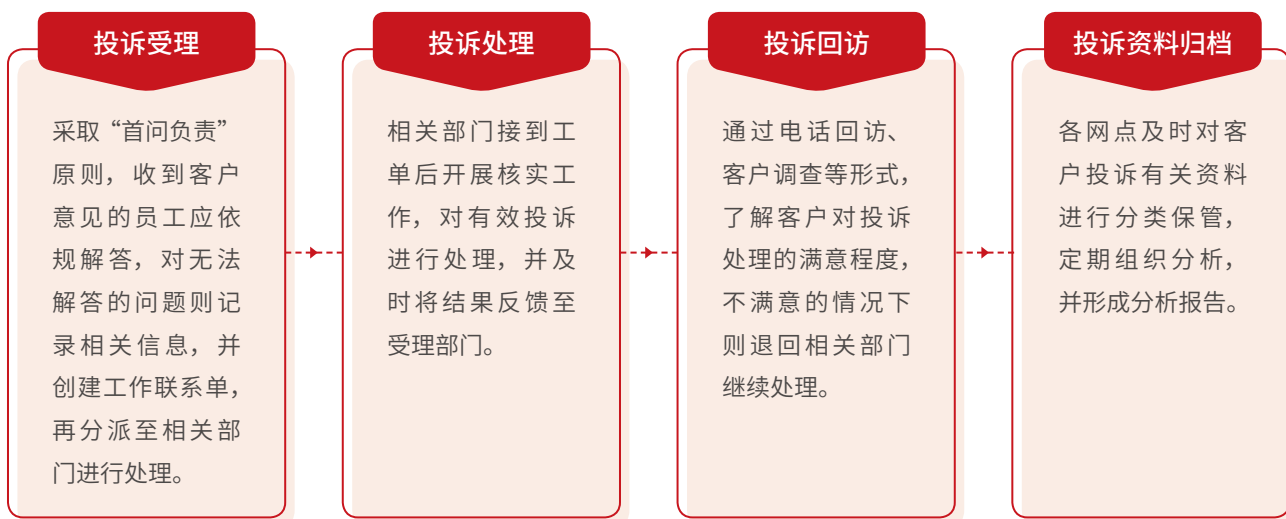 投诉受理
采取“首问负责”
原则，收到客户
意见的员工应依
规解答，对无法
解答的问题则记
录相关信息，并
创建工作联系单，
再分派至相关部
门进行处理。
投诉处理
相关部门接到工
单后开展核实工
作，对有效投诉
进行处理，并及
时将结果反馈至
受理部门。
投诉回访
通过电话回访、
客户调查等形式，
了解客户对投诉
处理的满意程度，
不满意的情况下
则退回相关部门
继续处理。
投诉资料归档
各网点及时对客
户投诉有关资料
进行分类保管，
定期组织分析，
并形成分析报告。